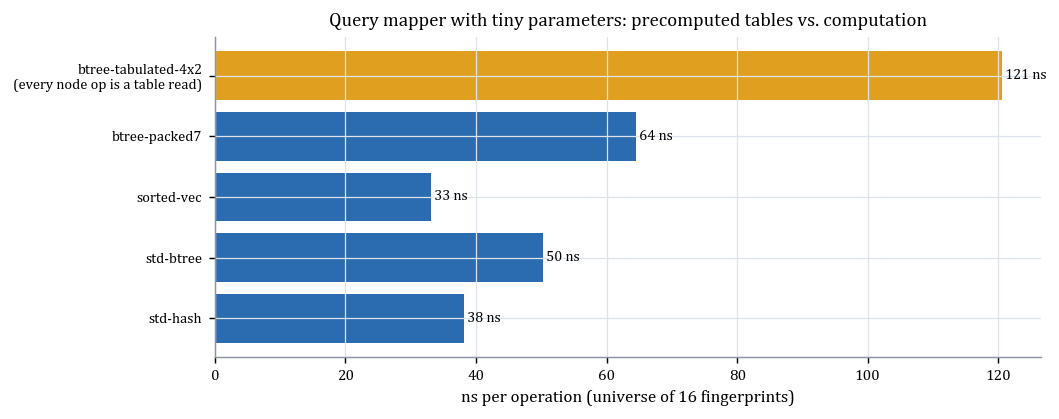 Query mapper with tiny parameters: precomputed tables vs. computation
btree-tabulated-4x2
(every node op is a table read)
121 ns
btree-packed7
64 ns
sorted-vec
33 ns
std-btree
50 ns
std-hash
38 ns
0 20 40 60 80 100 120
ns per operation (universe of 16 fingerprints)